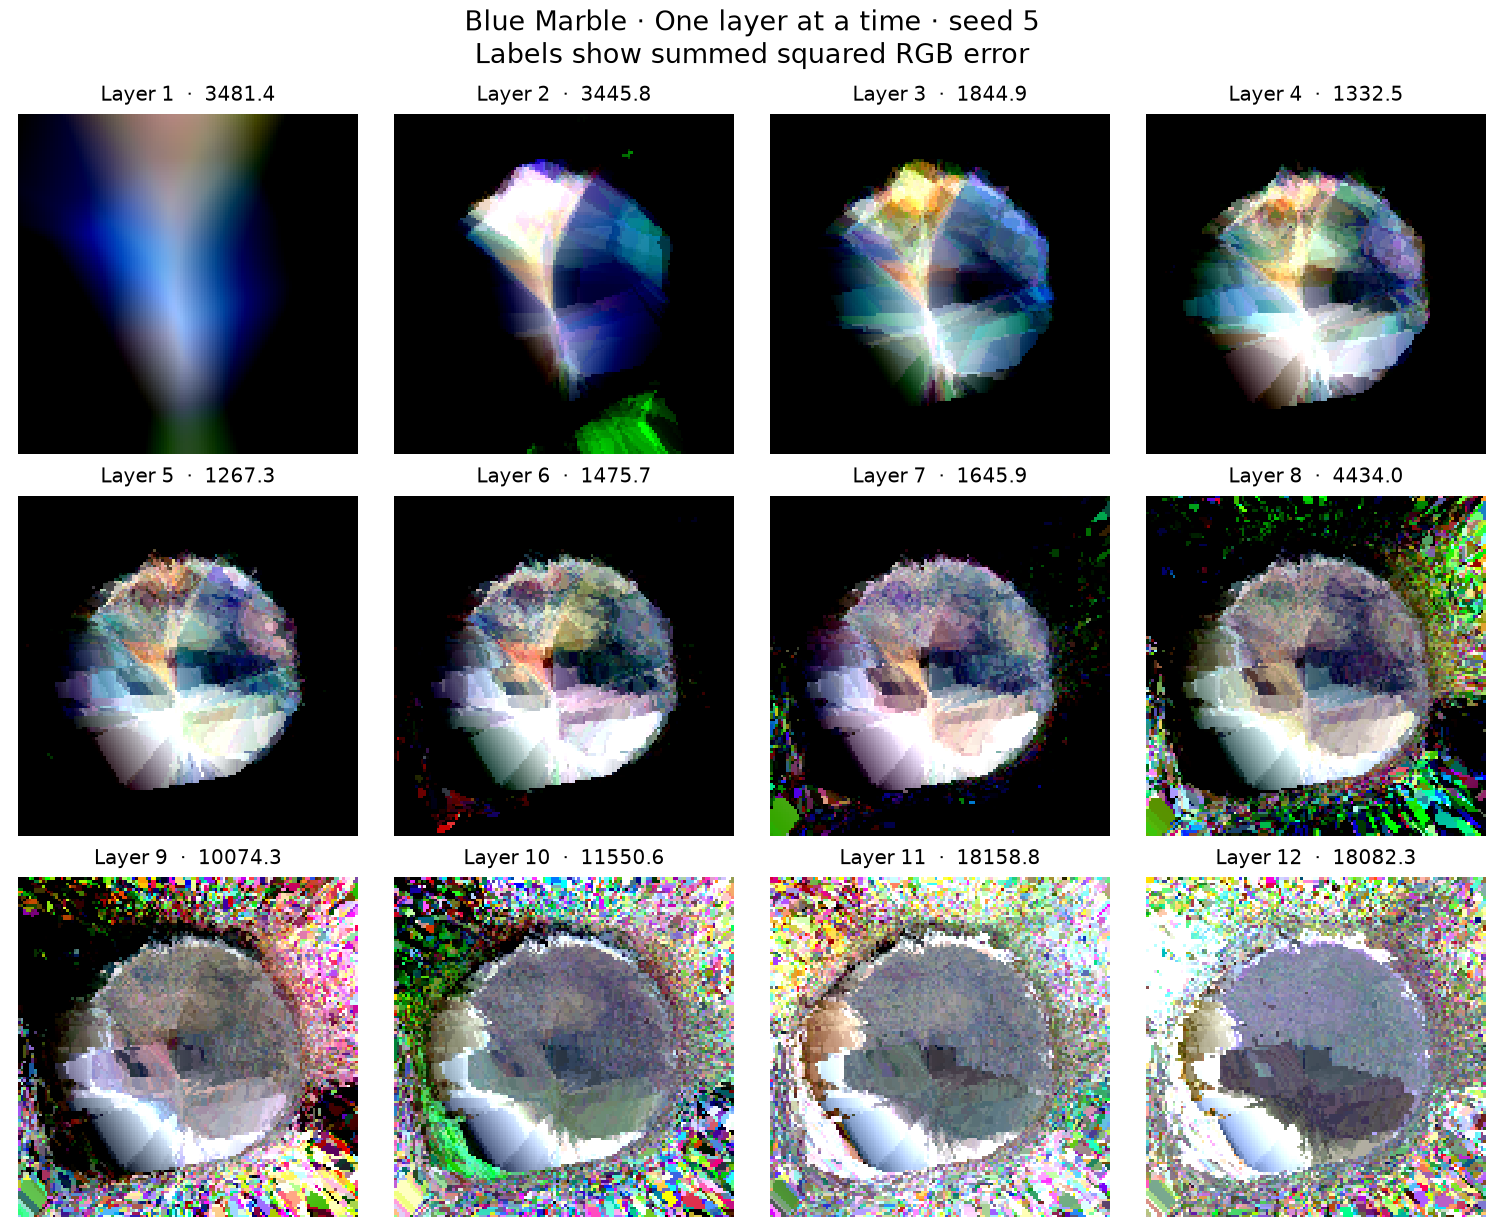 Blue Marble · One layer at a time · seed 5
Labels show summed squared RGB error
Layer 1 · 3481.4
Layer 2 · 3445.8
Layer 3 · 1844.9
Layer 4 · 1332.5
Layer 5 · 1267.3
Layer 6 · 1475.7
Layer 7 · 1645.9
Layer 8 · 4434.0
Layer 9 · 10074.3
Layer 10 · 11550.6
Layer 11 · 18158.8
Layer 12 · 18082.3